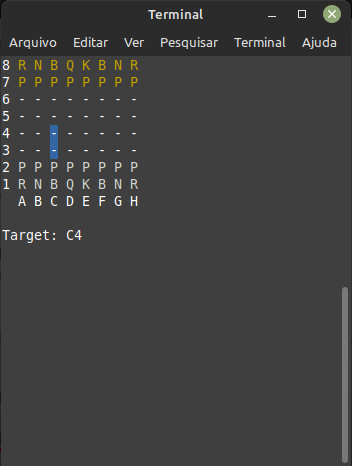 Terminal
Arquivo Editar Ver Pesquisar Terminal Ajuda
8 R N B Q K B N R
7 P P P P P P P P
6 - - - - - - - -
5 - - - - - - - -
4 - - - - - - - -
3 - - - - - - - -
2 P P P P P P P P
1 R N B Q K B N R
A B C D E F G H
Target: C4